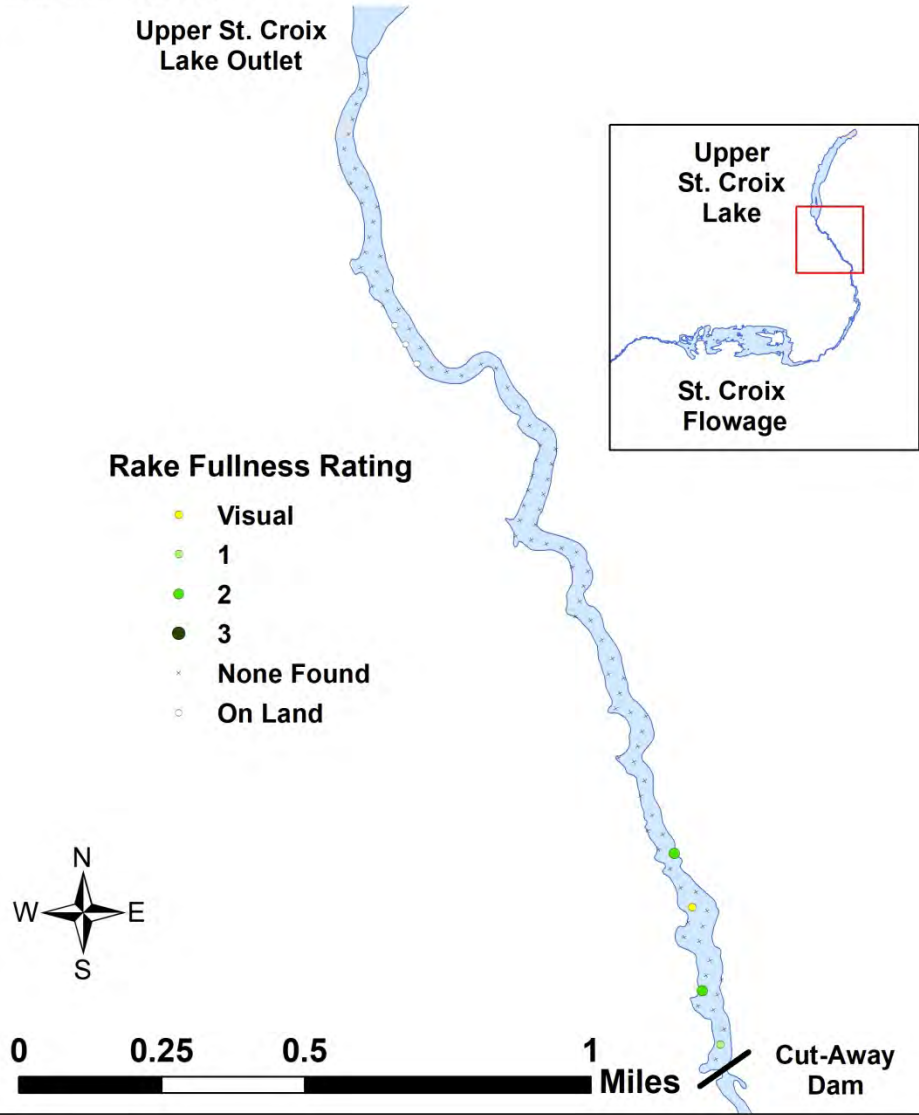 Upper St. Croix
Lake Outlet
Upper
St. Croix
Lake
St. Croix
Flowage
Rake Fullness Rating
Visual
1
2
3
None Found
On Land
N
W E
S
0 0.25 0.5 1
Miles
Cut-Away
Dam